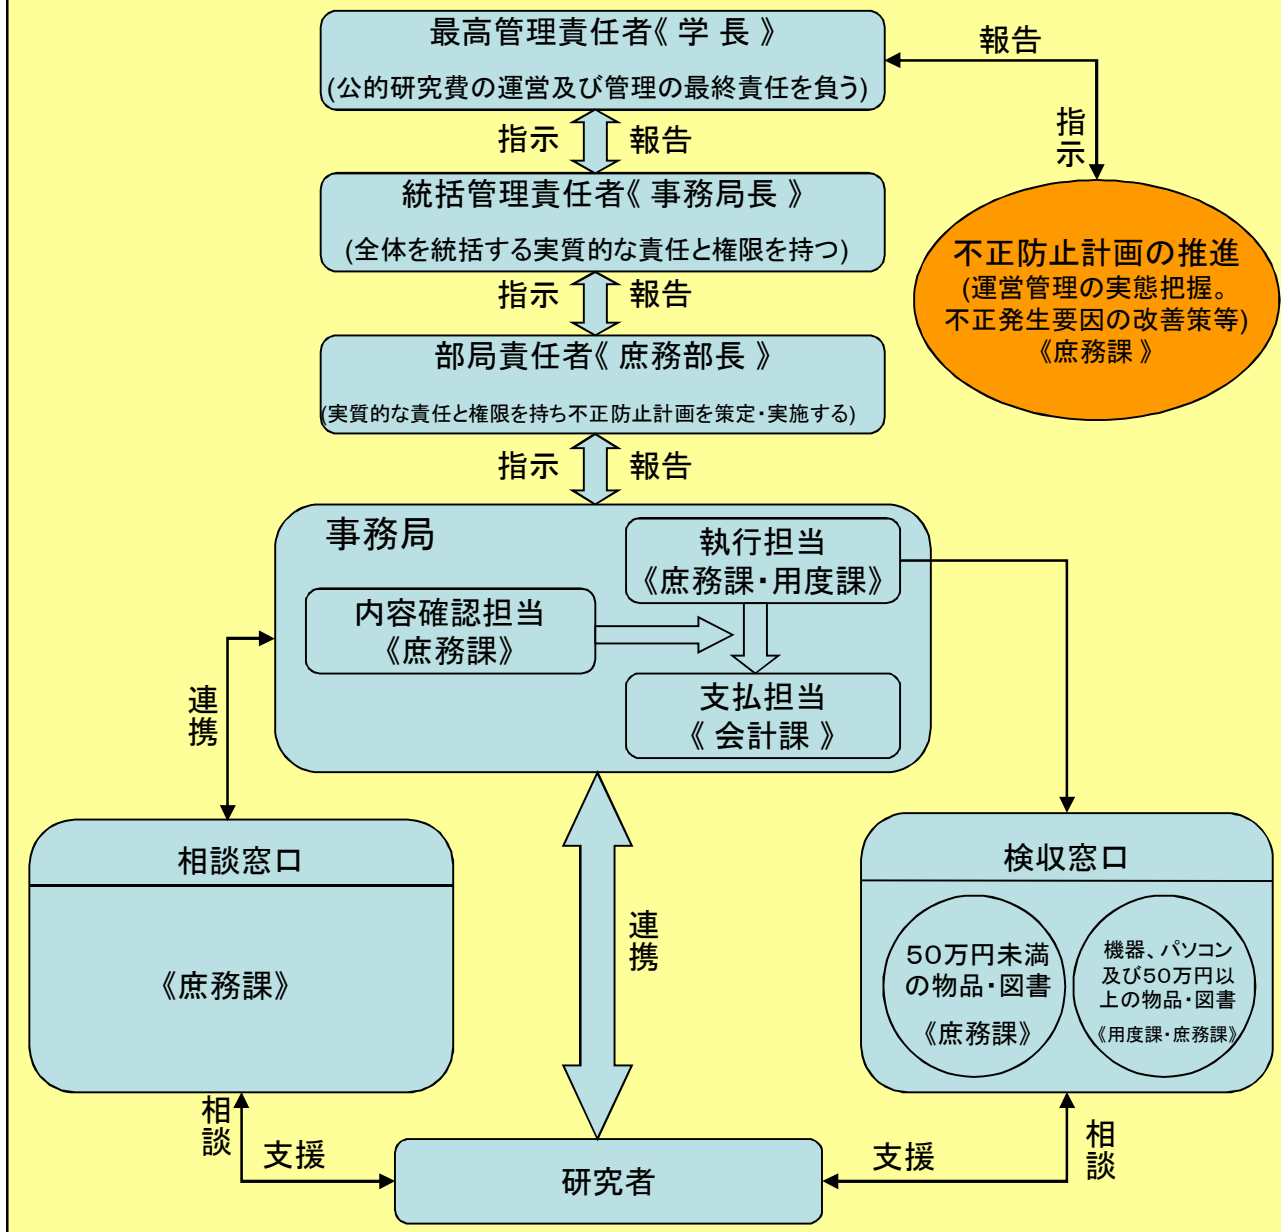 最高管理責任者《 学 長 》
(公的研究費の運営及び管理の最終責任を負う)
報告
指示
指示 報告
統括管理責任者《 事務局長 》
(全体を統括する実質的な責任と権限を持つ)
不正防止計画の推進
(運営管理の実態把握。
不正発生要因の改善策等)
《庶務課 》
指示 報告
部局責任者《 庶務部長 》
(実質的な責任と権限を持ち不正防止計画を策定・実施する)
指示 報告
事務局
執行担当
《庶務課・用度課》
内容確認担当
《庶務課》
支払担当
《 会計課 》
連携
相談窓口
《庶務課》
連携
検収窓口
50万円未満
の物品・図書
《庶務課》
機器、パソコン
及び50万円以
上の物品・図書
《用度課・庶務課》
相談
支援
研究者
支援
相談